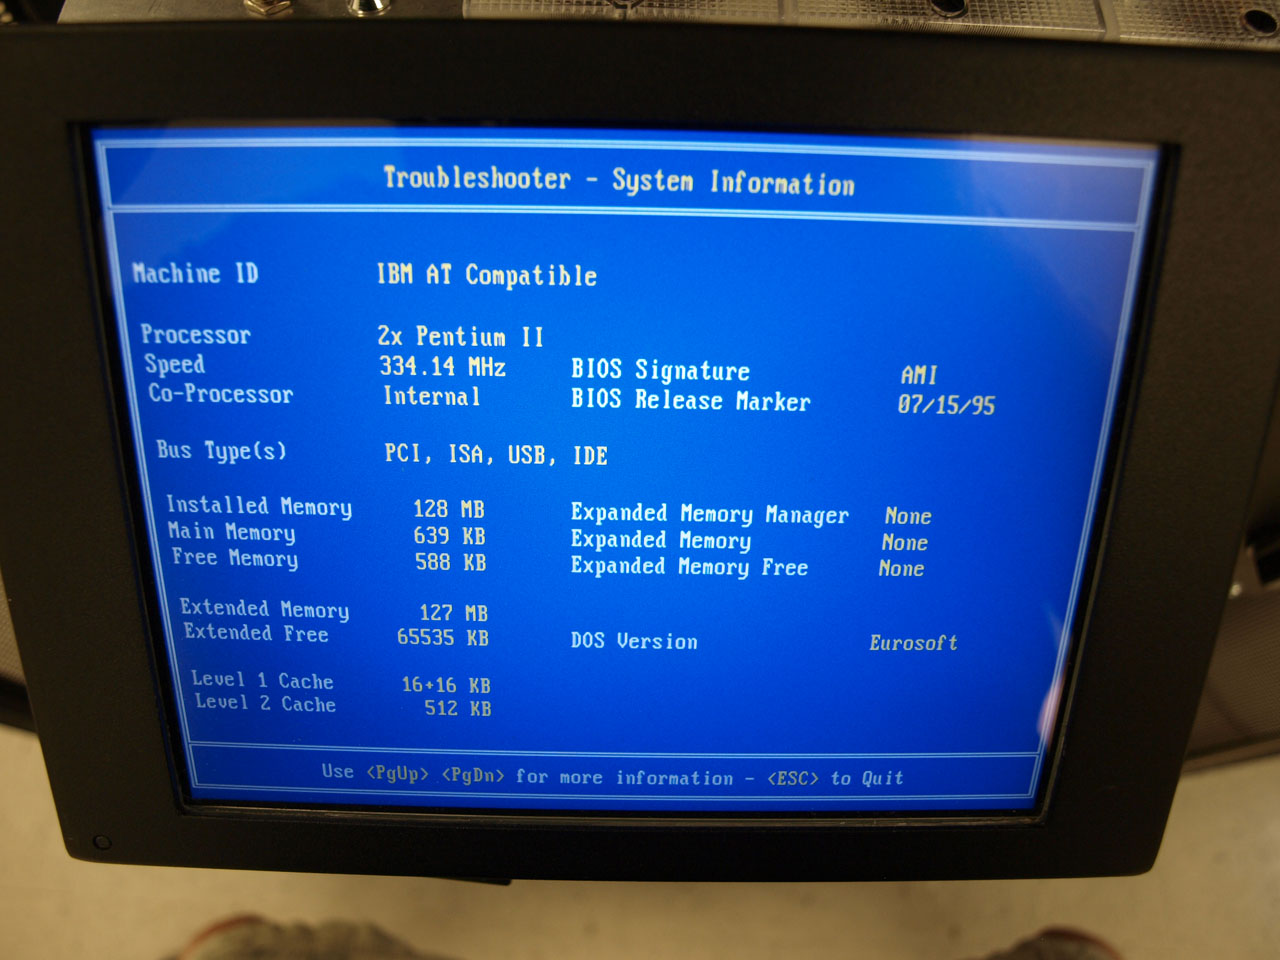 Troubleshooter - System Information
Machine ID IBM AT Compatible
Processor 2x Pentium II
Speed 334.14 MHz BIOS Signature AMI
Co-Processor Internal BIOS Release Marker 07/15/95
Bus Type(s) PCI, ISA, USB, IDE
Installed Memory 128 MB Expanded Memory Manager None
Main Memory 639 KB Expanded Memory None
Free Memory 588 KB Expanded Memory Free None
Extended Memory 127 MB
Extended Free 65535 KB DOS Version Eurosoft
Level 1 Cache 16+16 KB
Level 2 Cache 512 KB
Use <PgUp> <PgDn> for more information - <ESC> to Quit